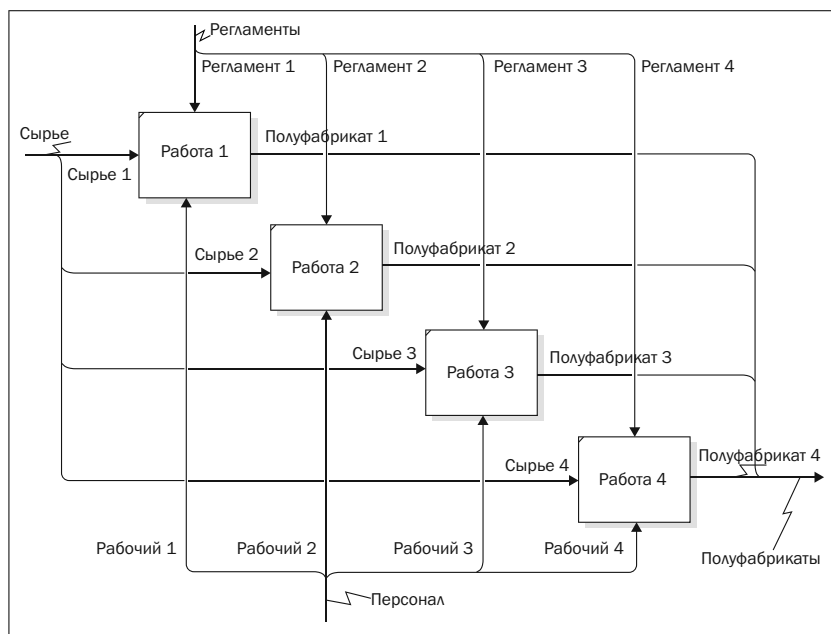 Регламенты
Регламент 1
Регламент 2
Регламент 3
Регламент 4
Сырье
Полуфабрикат 1
Работа 1
Сырье 1
Сырье 2
Полуфабрикат 2
Работа 2
Сырье 3
Полуфабрикат 3
Работа 3
Полуфабрикат 4
Сырье 4
Работа 4
Рабочий 1
Рабочий 2
Рабочий 3
Рабочий 4
Полуфабрикаты
Персонал